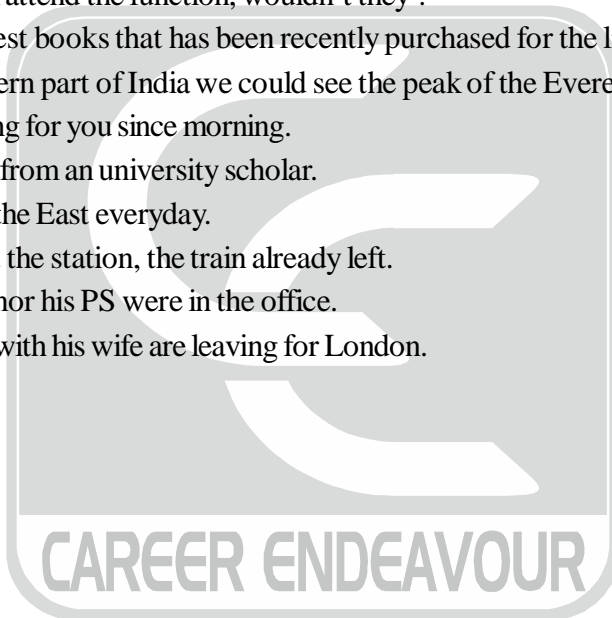 attend the function, wouldn't they ?
est books that has been recently purchased for the l
ern part of India we could see the peak of the Evere
ng for you since morning.
from an university scholar.
the East everyday.
the station, the train already left.
nor his PS were in the office.
with his wife are leaving for London.
CAREER ENDEAVOUR